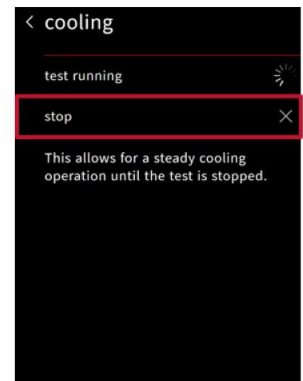 cooling
test running
stop
This allows for a steady cooling
operation until the test is stopped.